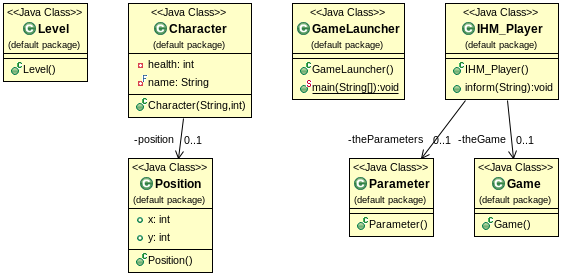 <<Java Class>>
Level
(default package)
Level()
<<Java Class>>
Character
(default package)
health: int
name: String
Character(String,int)
<<Java Class>>
GameLauncher
(default package)
GameLauncher()
main(String[]):void
<<Java Class>>
IHM_Player
(default package)
IHM_Player()
inform(String):void
-position
0..1
-theParameters
0..1
-theGame
0..1
<<Java Class>>
Position
(default package)
x: int
y: int
Position()
<<Java Class>>
Parameter
(default package)
Parameter()
<<Java Class>>
Game
(default package)
Game()